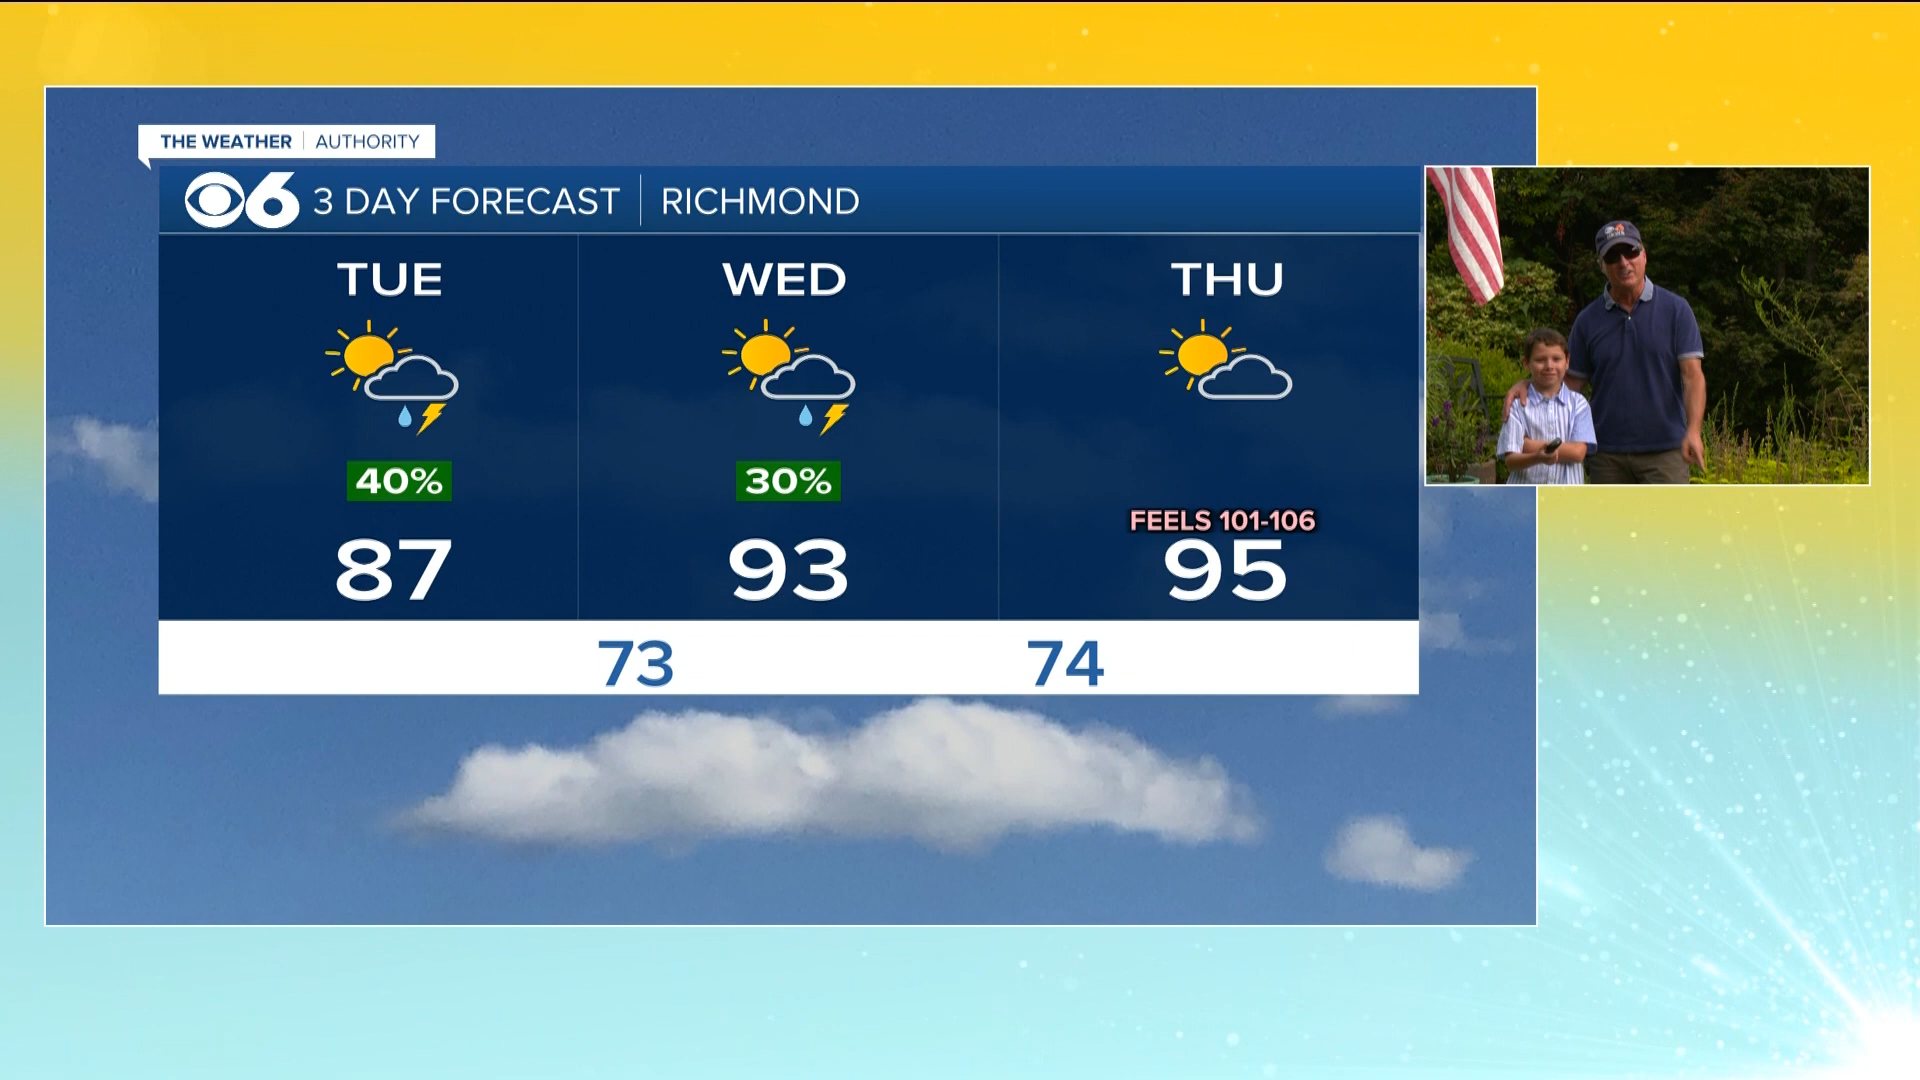 THE WEATHER | AUTHORITY
6 3 DAY FORECAST | RICHMOND
TUE WED THU
40% 30%
FEELS 101-106
87 93 95
73 74